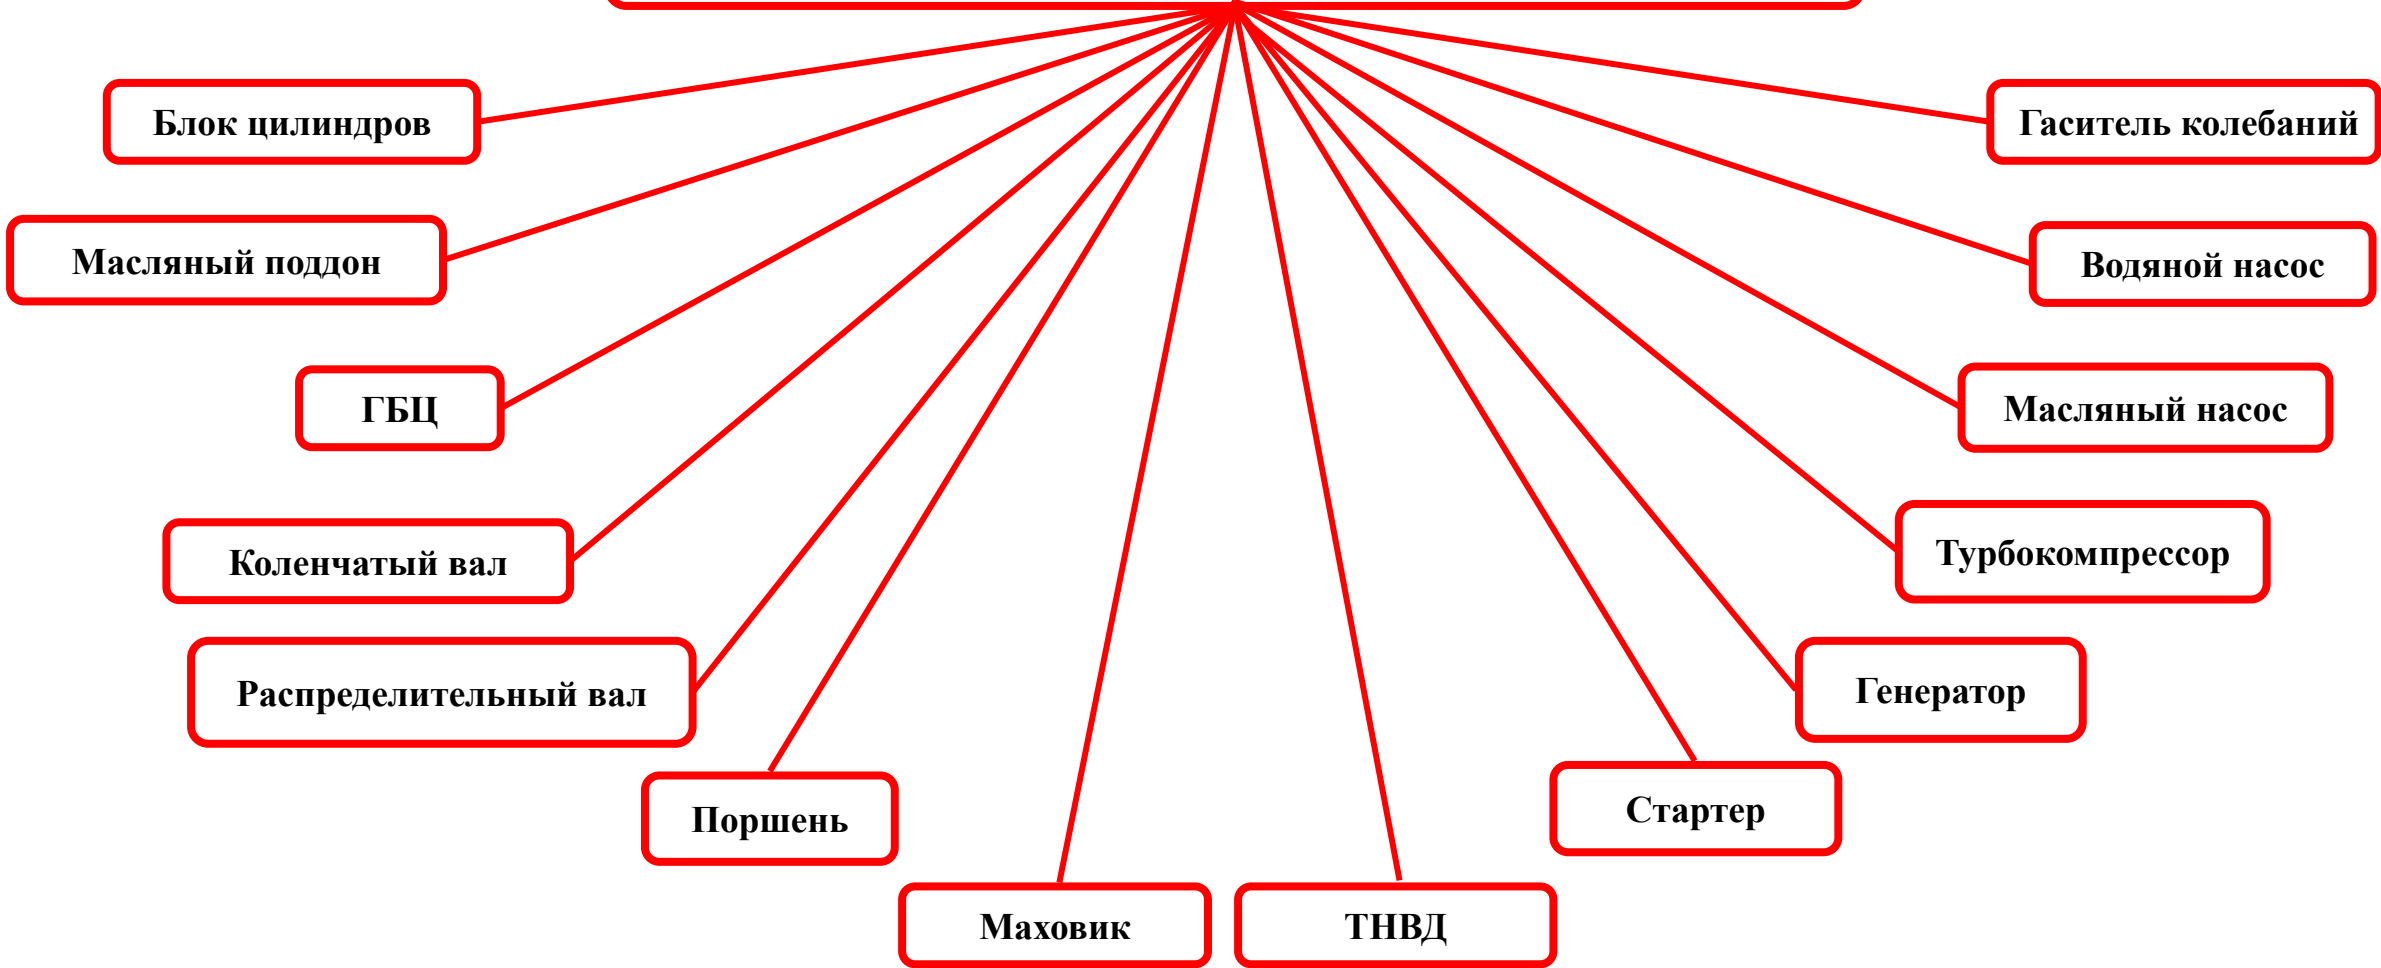 Блок цилиндров
Гаситель колебаний
Масляный поддон
Водяной насос
ГБЦ
Масляный насос
Коленчатый вал
Турбокомпрессор
Распределительный вал
Генератор
Поршень
Стартер
Маховик
ТНВД